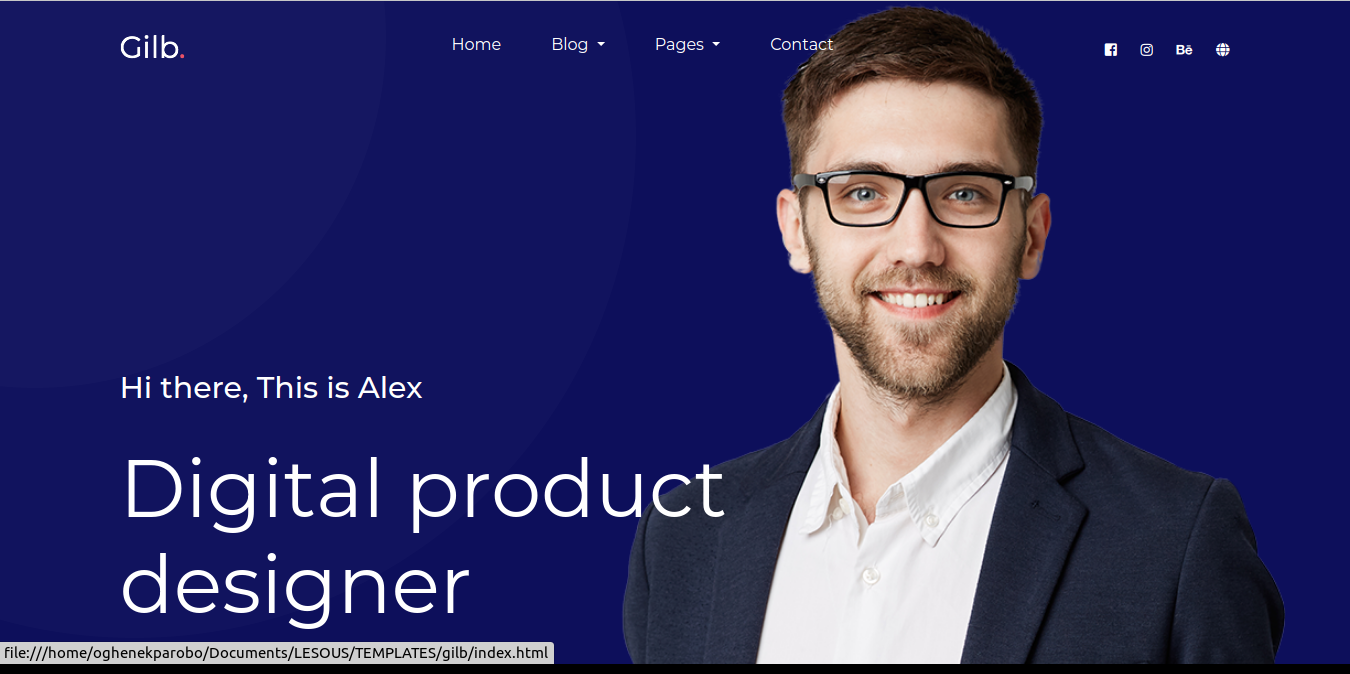 Gilb.
Home Blog Pages Contact Bē
Hi there, This is Alex
Digital product
designer
file:///home/oghenekparobo/Documents/LESOUS/TEMPLATES/gilb/index.html